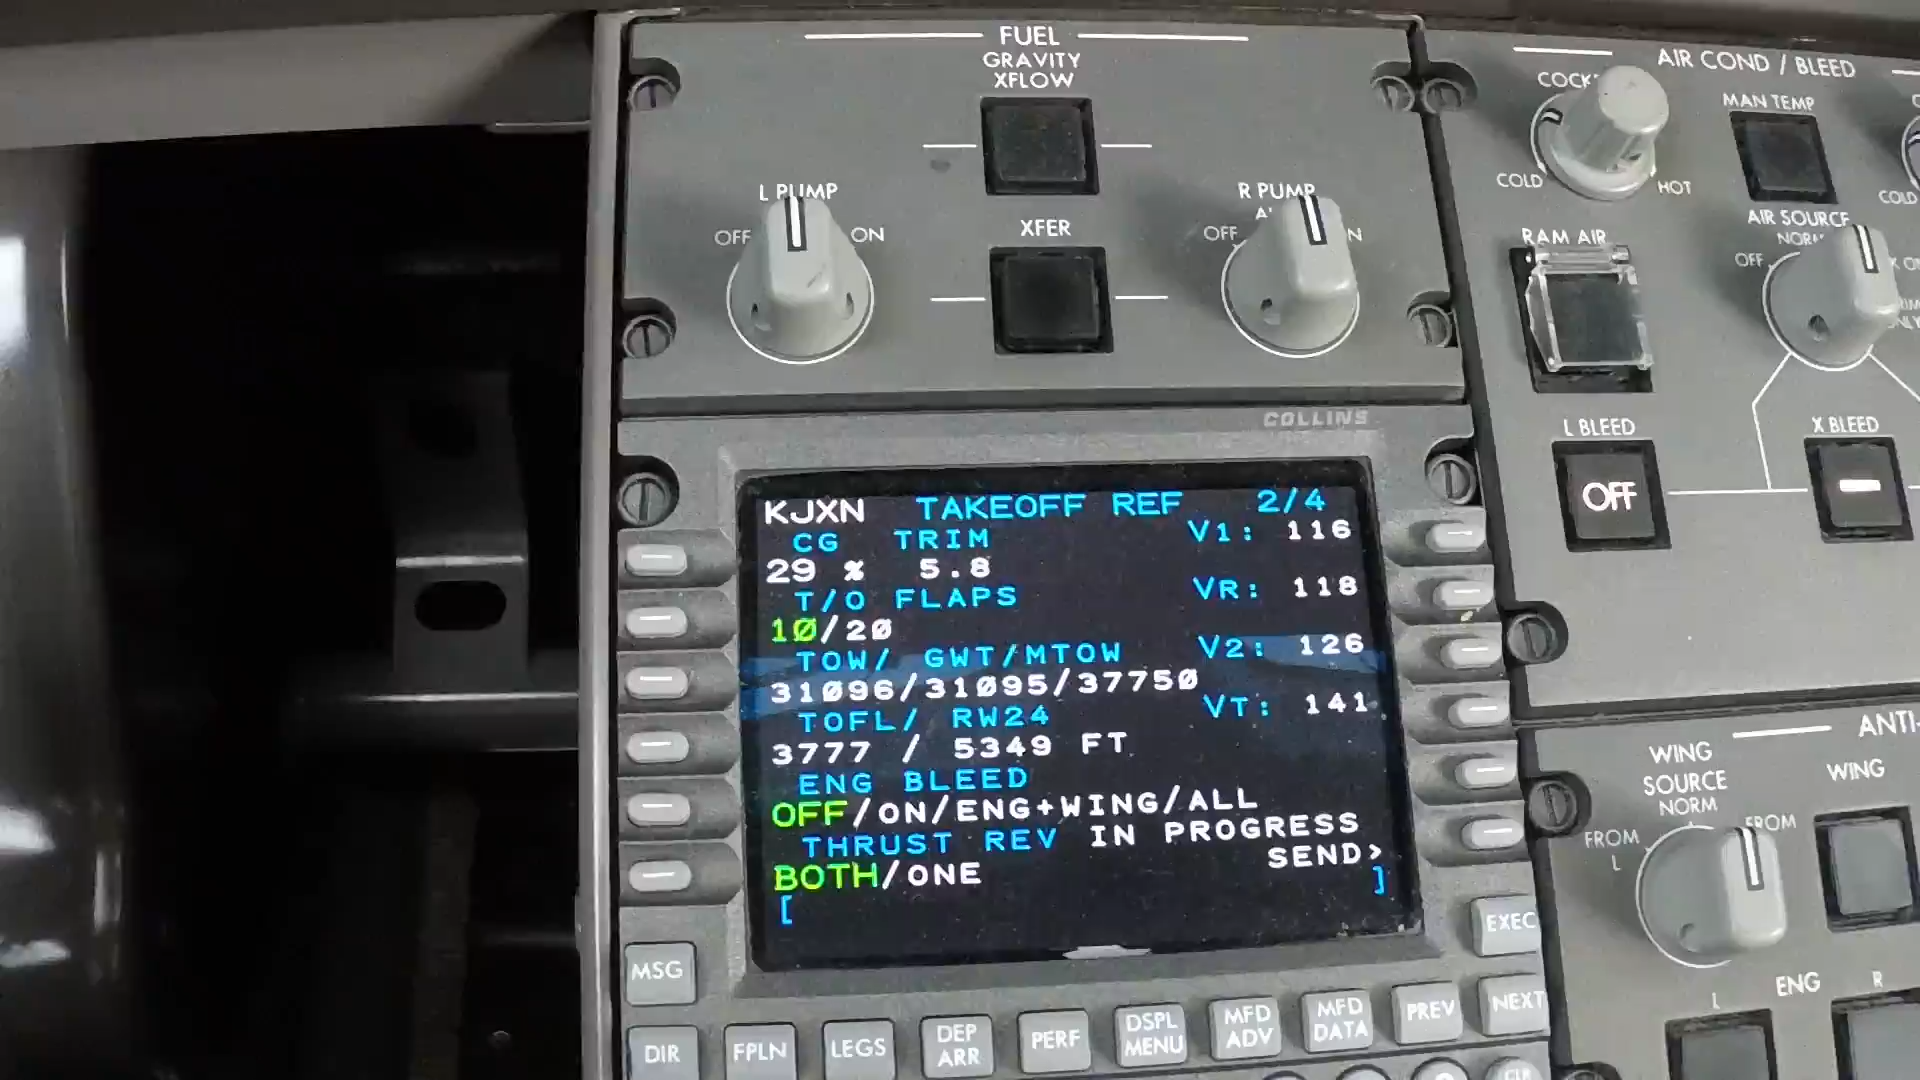 FUEL
GRAVITY
XFLOW
L PUMP
OFF
ON
XFER
R PUMP
OFF
AIR COND / BLEED
MAN TEMP
COLD
HOT
COLD
RAM AIR
AIR SOURCE
OFF
L BLEED
OFF
X BLEED
COLLINS
KJXN TAKEOFF REF 2/4
CG TRIM V1: 116
29 % 5.8
T/O FLAPS VR: 118
10/20
TOW/ GWT/MTOW V2: 126
31096/31095/37750
TOFL/ RW24 VT: 141
3777 / 5349 FT
ENG BLEED
OFF/ON/ENG+WING/ALL
THRUST REV IN PROGRESS
BOTH/ONE SEND>
[ ]
WING
SOURCE
NORM
FROM
L
FROM
WING
ENG
L
R
MSG
EXEC
DIR
FPLN
LEGS
DEP
ARR
PERF
DSPL
MENU
MFD
ADV
MFD
DATA
PREV
NEXT
CLR